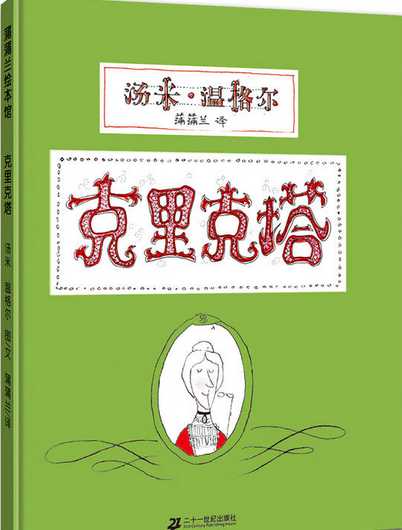 蒲蒲兰绘本馆
克里克塔
汤米 温格尔 图/文 蒲蒲兰/译
汤米·温格尔
蒲蒲兰 译
克里克塔
二十一世纪出版社